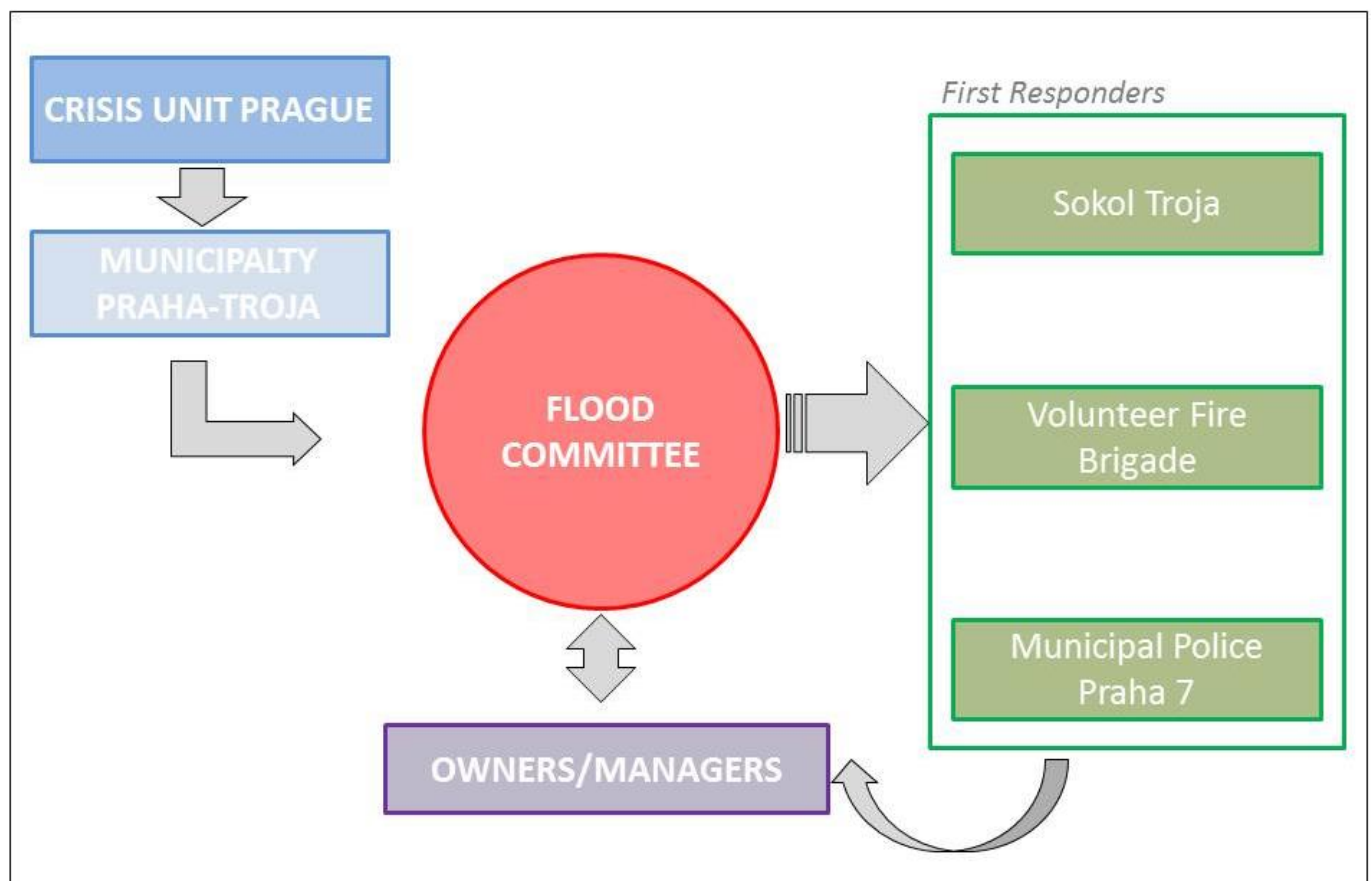 CRISIS UNIT PRAGUE
MUNICIPALTY
PRAHA-TROJA
FLOOD
COMMITTEE
OWNERS/MANAGERS
First Responders
Sokol Troja
Volunteer Fire
Brigade
Municipal Police
Praha 7